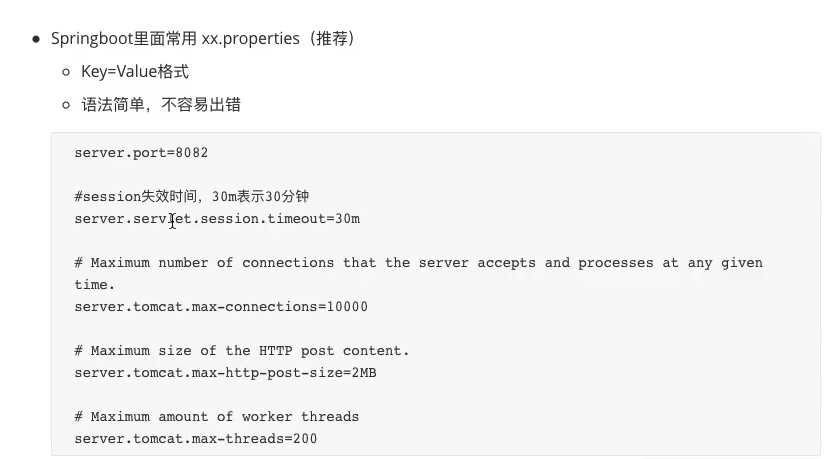 Springboot里面常用 xx.properties（推荐）
Key=Value格式
语法简单，不容易出错
server.port=8082
#session失效时间，30m表示30分钟
server.servlet.session.timeout=30m
# Maximum number of connections that the server accepts and processes at any given
time.
server.tomcat.max-connections=10000
# Maximum size of the HTTP post content.
server.tomcat.max-http-post-size=2MB
# Maximum amount of worker threads
server.tomcat.max-threads=200